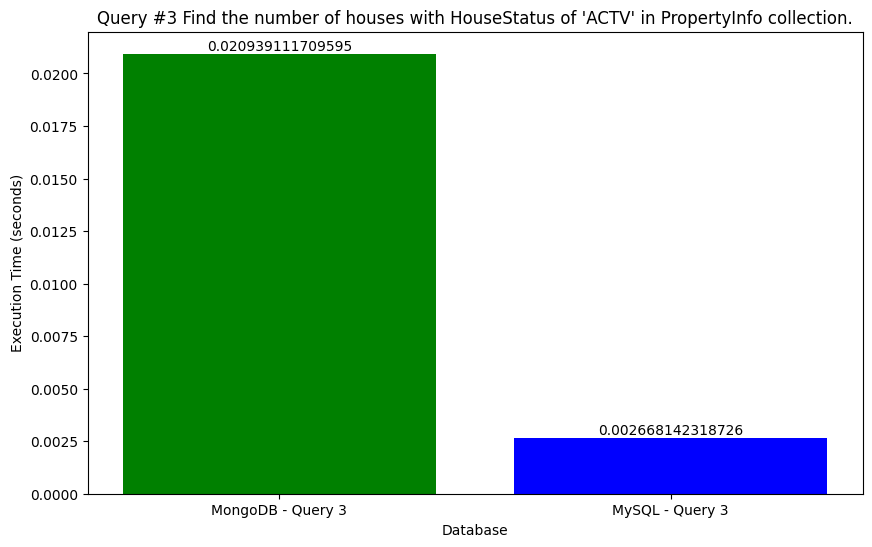 Query #3 Find the number of houses with HouseStatus of 'ACTV' in PropertyInfo collection.
0.020939111709595
0.002668142318726
0.0200
0.0175
0.0150
0.0125
0.0100
0.0075
0.0050
0.0025
0.0000
Execution Time (seconds)
MongoDB - Query 3
MySQL - Query 3
Database